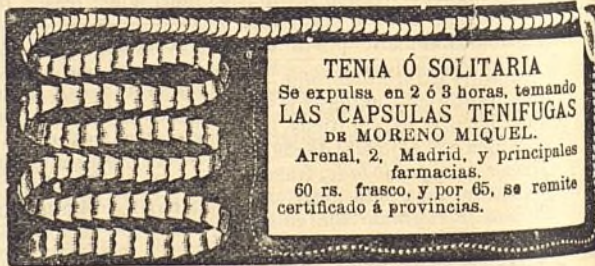 TENIA Ó SOLITARIA
Se expulsa en 2 ó 3 horas, temando
LAS CAPSULAS TENIFUGAS
DE MORENO MIQUEL.
Arenal, 2, Madrid, y principales
farmacias.
60 rs. frasco, y por 65, se remite
certificado á provincias.